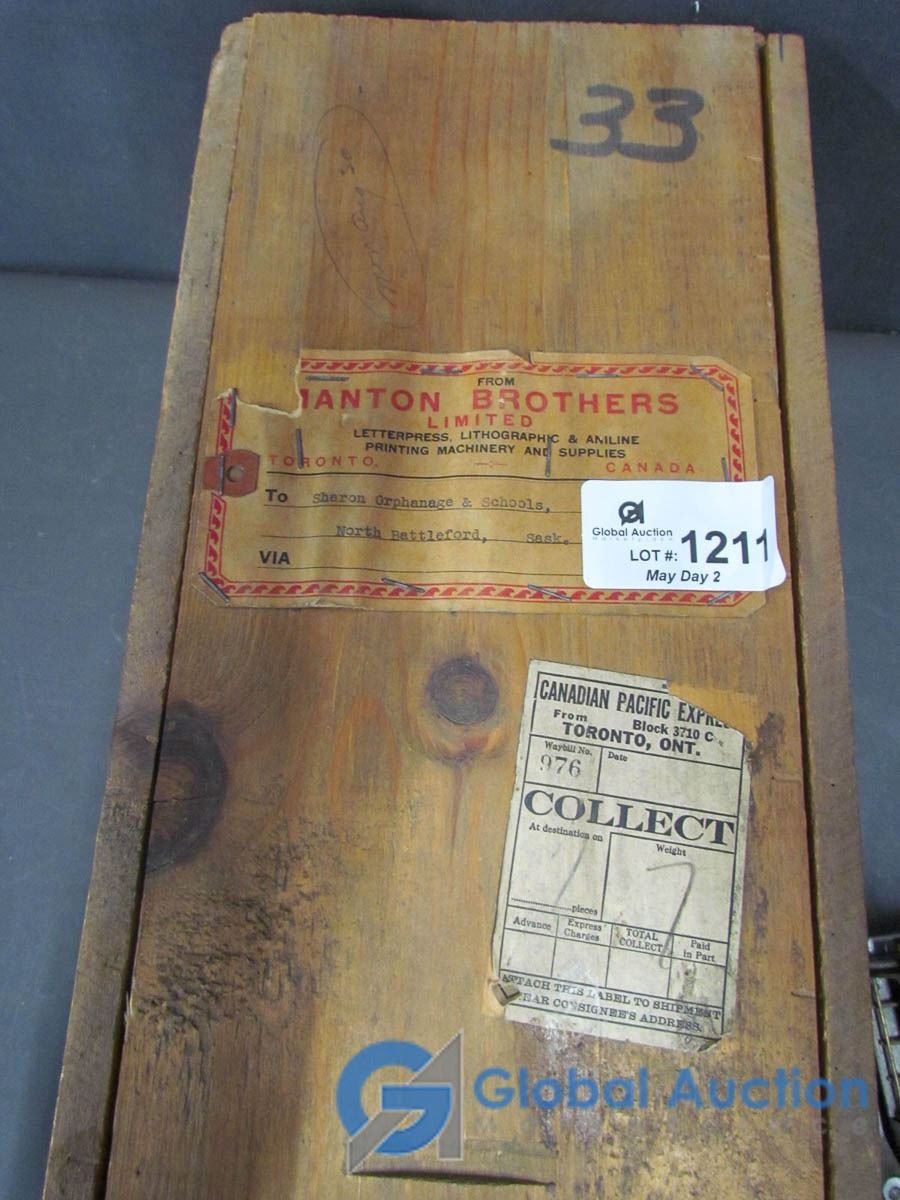 33
FROM
MANTON BROTHERS
LIMITED
LETTERPRESS, LITHOGRAPHIC & ANILINE
PRINTING MACHINERY AND SUPPLIES
TORONTO. CANADA
To Sharon Orphanage & Schools,
North Battleford, Sask.
VIA
Global Auction
Marketplace
LOT #: 1211
May Day 2
CANADIAN PACIFIC EXPRE
From Block 3710 C
TORONTO, ONT.
Waybill No. Date
976
COLLECT
At destination on Weight
1 7
pieces
Advance Express Charges TOTAL COLLECT Paid in Part
ATTACH THIS LABEL TO SHIPMENT
NEAR CONSIGNEE'S ADDRESS.
Global Auction